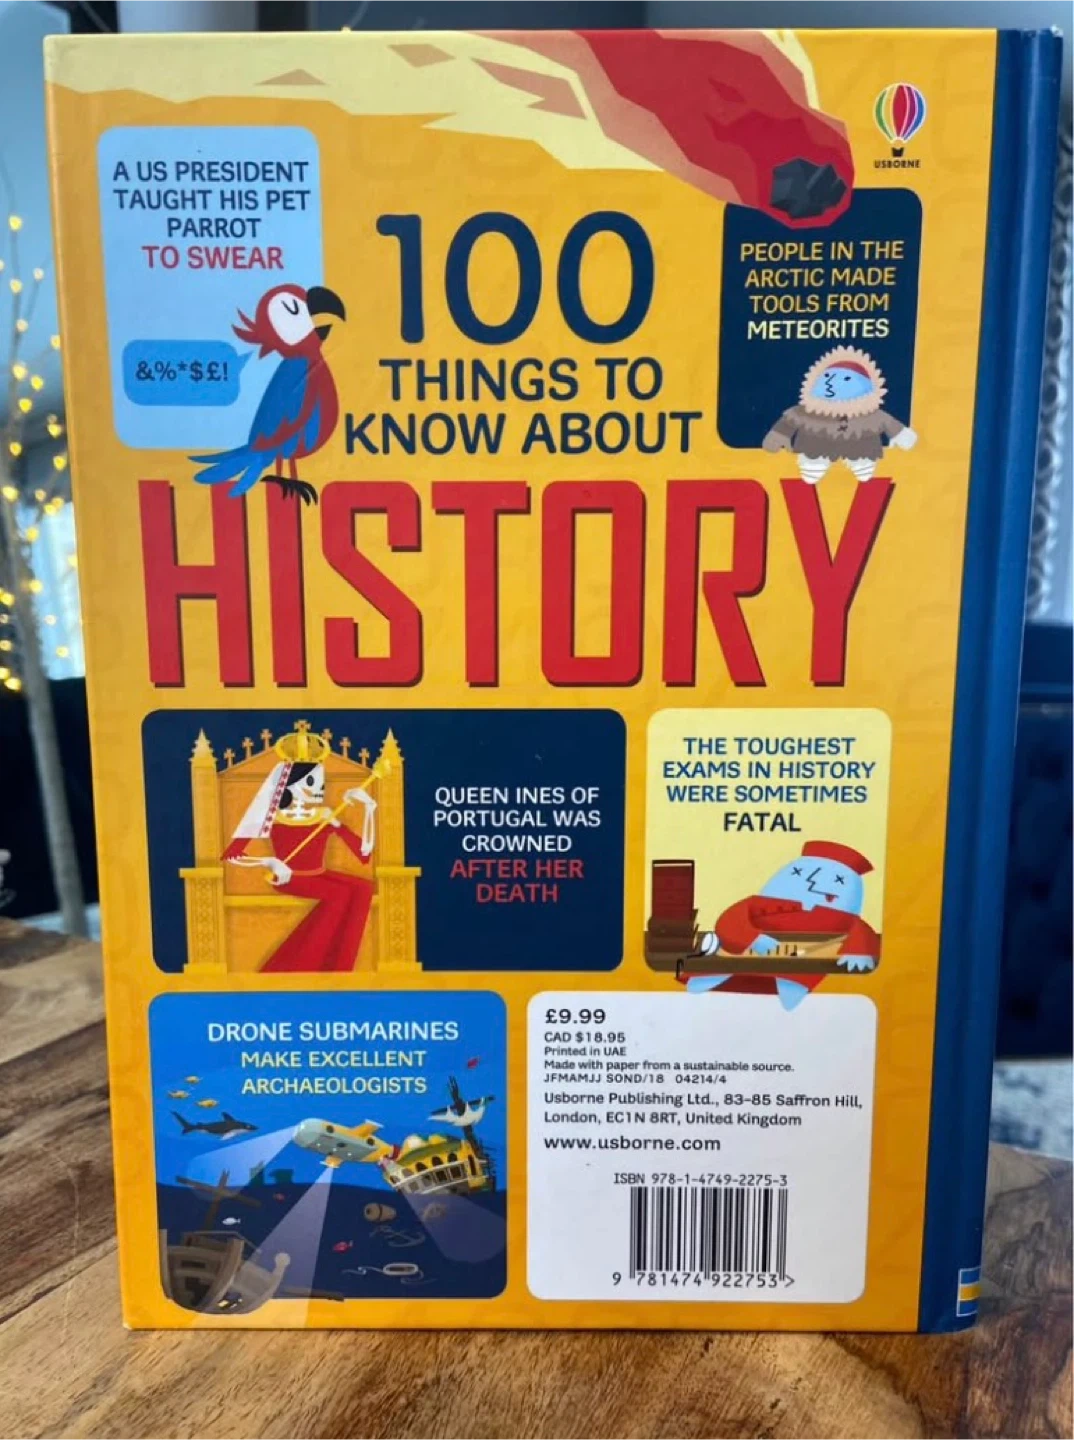 USBORNE
A US PRESIDENT
TAUGHT HIS PET
PARROT
TO SWEAR
&%*$£!
100
THINGS TO
KNOW ABOUT
HISTORY
PEOPLE IN THE
ARCTIC MADE
TOOLS FROM
METEORITES
QUEEN INES OF
PORTUGAL WAS
CROWNED
AFTER HER
DEATH
THE TOUGHEST
EXAMS IN HISTORY
WERE SOMETIMES
FATAL
DRONE SUBMARINES
MAKE EXCELLENT
ARCHAEOLOGISTS
£9.99
CAD $18.95
Printed in UAE
Made with paper from a sustainable source.
JFMAMJJ SOND/18 04214/4
Usborne Publishing Ltd., 83-85 Saffron Hill,
London, EC1N 8RT, United Kingdom
www.usborne.com
ISBN 978-1-4749-2275-3
9 781474 922753 >